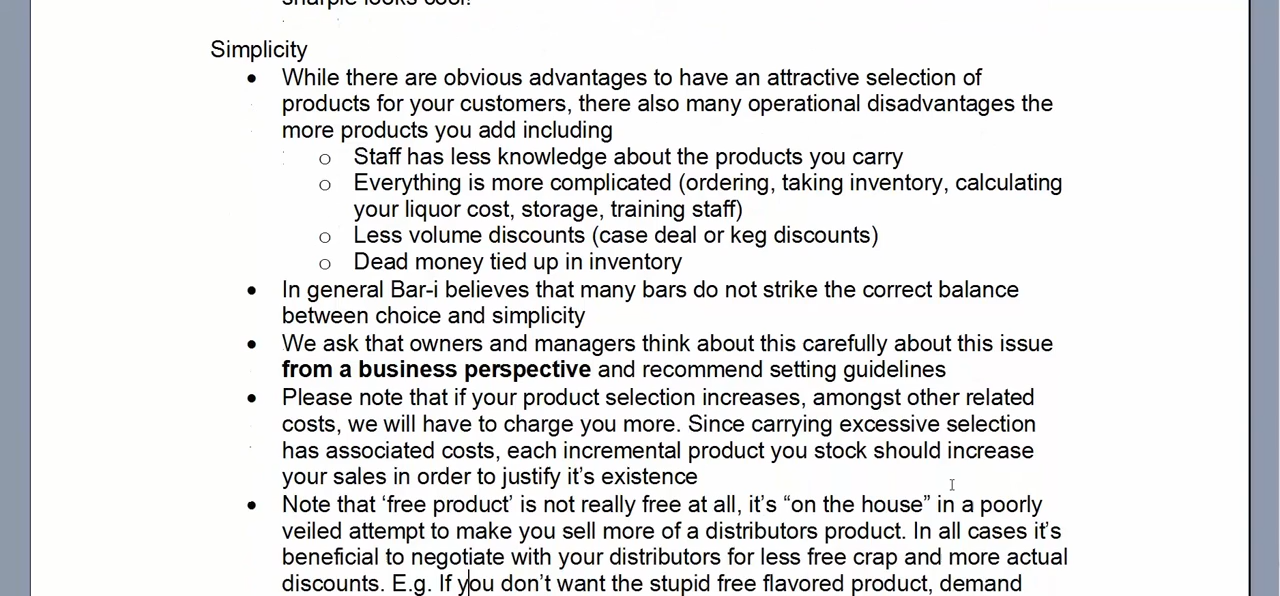 sharpie looks cool!
Simplicity
• While there are obvious advantages to have an attractive selection of
products for your customers, there also many operational disadvantages the
more products you add including
o Staff has less knowledge about the products you carry
o Everything is more complicated (ordering, taking inventory, calculating
your liquor cost, storage, training staff)
o Less volume discounts (case deal or keg discounts)
o Dead money tied up in inventory
• In general Bar-i believes that many bars do not strike the correct balance
between choice and simplicity
• We ask that owners and managers think about this carefully about this issue
from a business perspective and recommend setting guidelines
• Please note that if your product selection increases, amongst other related
costs, we will have to charge you more. Since carrying excessive selection
has associated costs, each incremental product you stock should increase
your sales in order to justify it’s existence
• Note that ‘free product’ is not really free at all, it’s “on the house” in a poorly
veiled attempt to make you sell more of a distributors product. In all cases it’s
beneficial to negotiate with your distributors for less free crap and more actual
discounts. E.g. If you don’t want the stupid free flavored product, demand